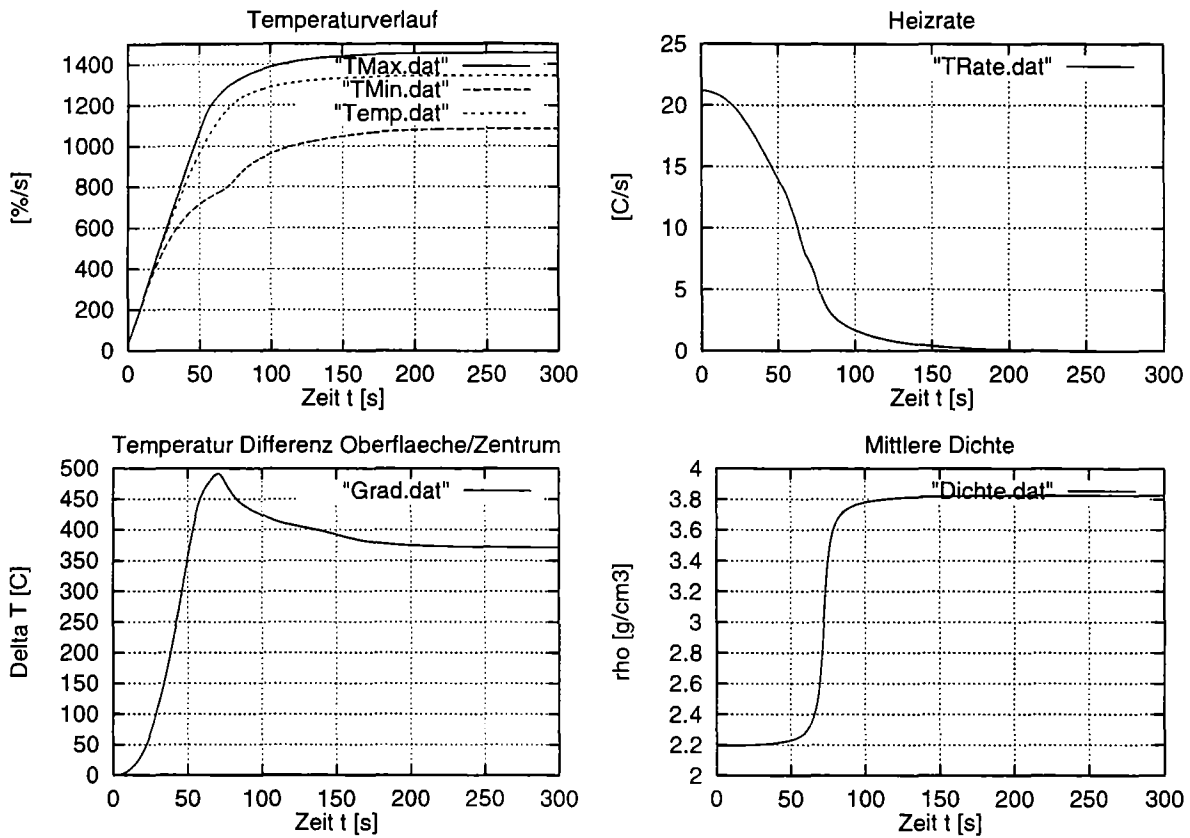 Temperaturverlauf
[%/s]
1400
1200
1000
800
600
400
200
0
"TMax.dat"
"TMin.dat"
"Temp.dat"
0 50 100 150 200 250 300
Zeit t [s]
Heizrate
[C/s]
25
20
15
10
5
0
"TRate.dat"
0 50 100 150 200 250 300
Zeit t [s]
Temperatur Differenz Oberflaeche/Zentrum
Delta T [C]
500
450
400
350
300
250
200
150
100
50
0
"Grad.dat"
0 50 100 150 200 250 300
Zeit t [s]
Mittlere Dichte
rho [g/cm3]
4
3.8
3.6
3.4
3.2
3
2.8
2.6
2.4
2.2
2
"Dichte.dat"
0 50 100 150 200 250 300
Zeit t [s]